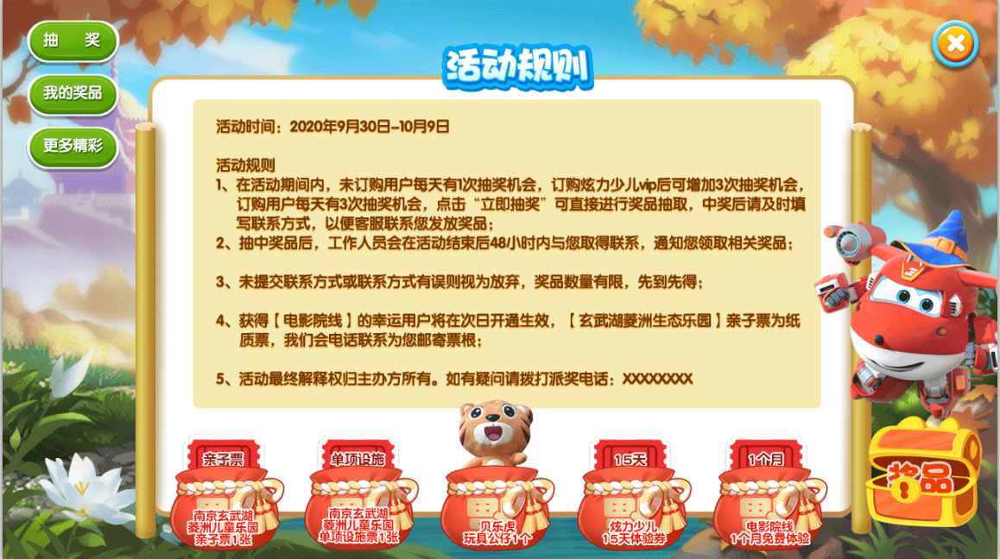 抽 奖
我的奖品
更多精彩
活动规则
活动时间：2020年9月30日-10月9日
活动规则
1、在活动期间内，未订购用户每天有1次抽奖机会，订购炫力少儿vip后可增加3次抽奖机会，
订购用户每天有3次抽奖机会，点击“立即抽奖”可直接进行奖品抽取，中奖后请及时填
写联系方式，以便客服联系您发放奖品；
2、抽中奖品后，工作人员会在活动结束后48小时内与您取得联系，通知您领取相关奖品；
3、未提交联系方式或联系方式有误则视为放弃，奖品数量有限，先到先得；
4、获得【电影院线】的幸运用户将在次日开通生效，【玄武湖菱洲生态乐园】亲子票为纸
质票，我们会电话联系为您邮寄票根；
5、活动最终解释权归主办方所有。如有疑问请拨打派奖电话：XXXXXXXX
亲子票
南京玄武湖
菱洲儿童乐园
亲子票1张
单项设施
南京玄武湖
菱洲儿童乐园
单项设施票1张
贝乐虎
玩具公仔1个
15天
炫力少儿
15天体验券
1个月
电影院线
1个月免费体验
奖品